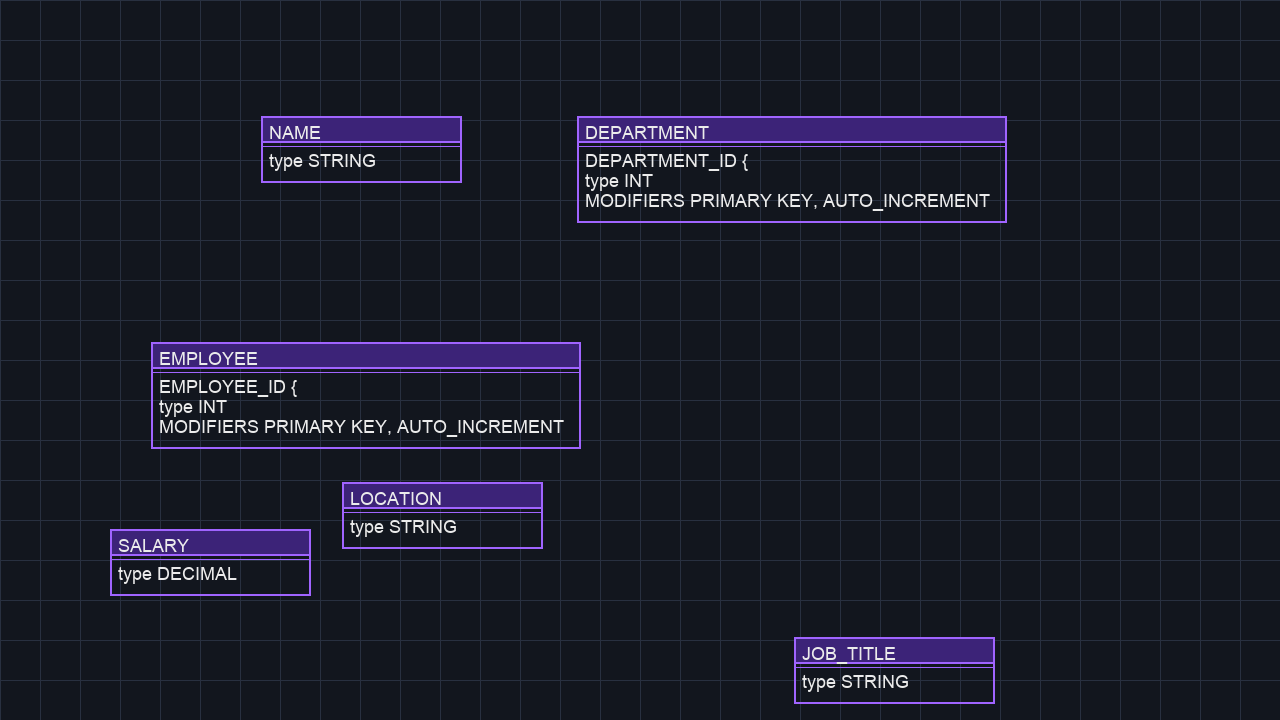 NAME
type STRING
DEPARTMENT
DEPARTMENT_ID {
type INT
MODIFIERS PRIMARY KEY, AUTO_INCREMENT
EMPLOYEE
EMPLOYEE_ID {
type INT
MODIFIERS PRIMARY KEY, AUTO_INCREMENT
LOCATION
type STRING
SALARY
type DECIMAL
JOB_TITLE
type STRING